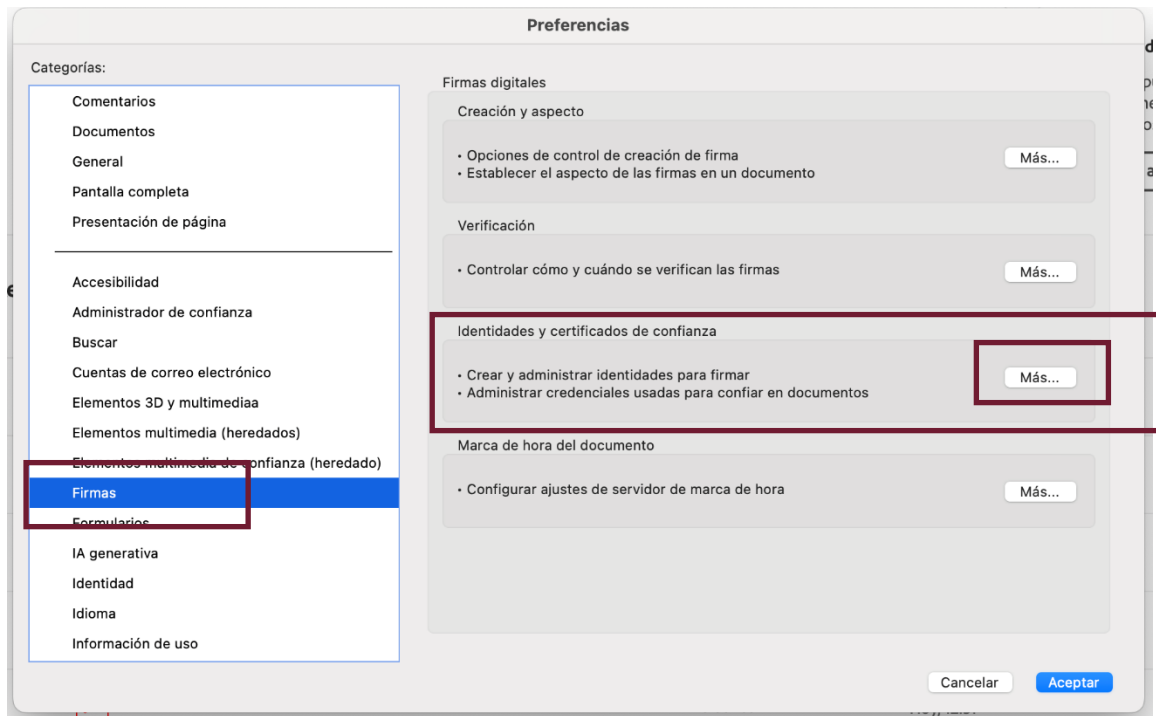 Preferencias
Categorías:
Comentarios
Documentos
General
Pantalla completa
Presentación de página
Accesibilidad
Administrador de confianza
Buscar
Cuentas de correo electrónico
Elementos 3D y multimediaa
Elementos multimedia (heredados)
Elementos multimedia de confianza (heredado)
Firmas
Formularios
IA generativa
Identidad
Idioma
Información de uso
Firmas digitales
Creación y aspecto
• Opciones de control de creación de firma
• Establecer el aspecto de las firmas en un documento
Más...
Verificación
• Controlar cómo y cuándo se verifican las firmas
Más...
Identidades y certificados de confianza
• Crear y administrar identidades para firmar
• Administrar credenciales usadas para confiar en documentos
Más...
Marca de hora del documento
• Configurar ajustes de servidor de marca de hora
Más...
Cancelar
Aceptar